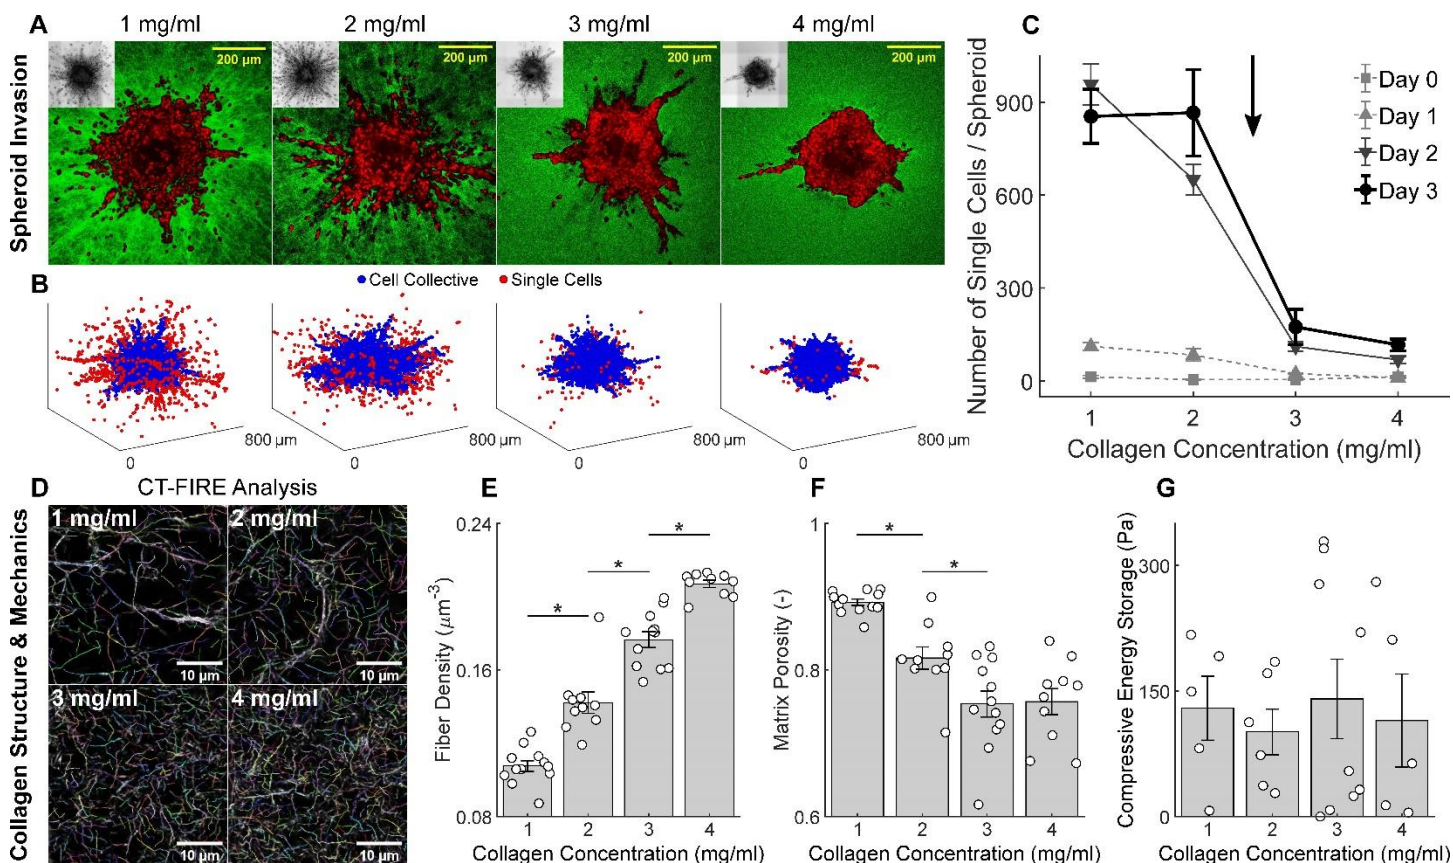 A
1 mg/ml
2 mg/ml
3 mg/ml
4 mg/ml
Spheroid Invasion
200 µm
200 µm
200 µm
200 µm
B
Cell Collective
Single Cells
0
800 µm
0
800 µm
0
800 µm
0
800 µm
C
Number of Single Cells / Spheroid
900
600
300
0
1
2
3
4
Collagen Concentration (mg/ml)
Day 0
Day 1
Day 2
Day 3
Collagen Structure & Mechanics
D
CT-FIRE Analysis
1 mg/ml
10 µm
2 mg/ml
10 µm
3 mg/ml
10 µm
4 mg/ml
10 µm
E
Fiber Density (µm⁻³)
0.24
0.16
0.08
*
*
*
1
2
3
4
Collagen Concentration (mg/ml)
F
Matrix Porosity (-)
1
0.8
0.6
*
*
1
2
3
4
Collagen Concentration (mg/ml)
G
Compressive Energy Storage (Pa)
300
150
0
1
2
3
4
Collagen Concentration (mg/ml)